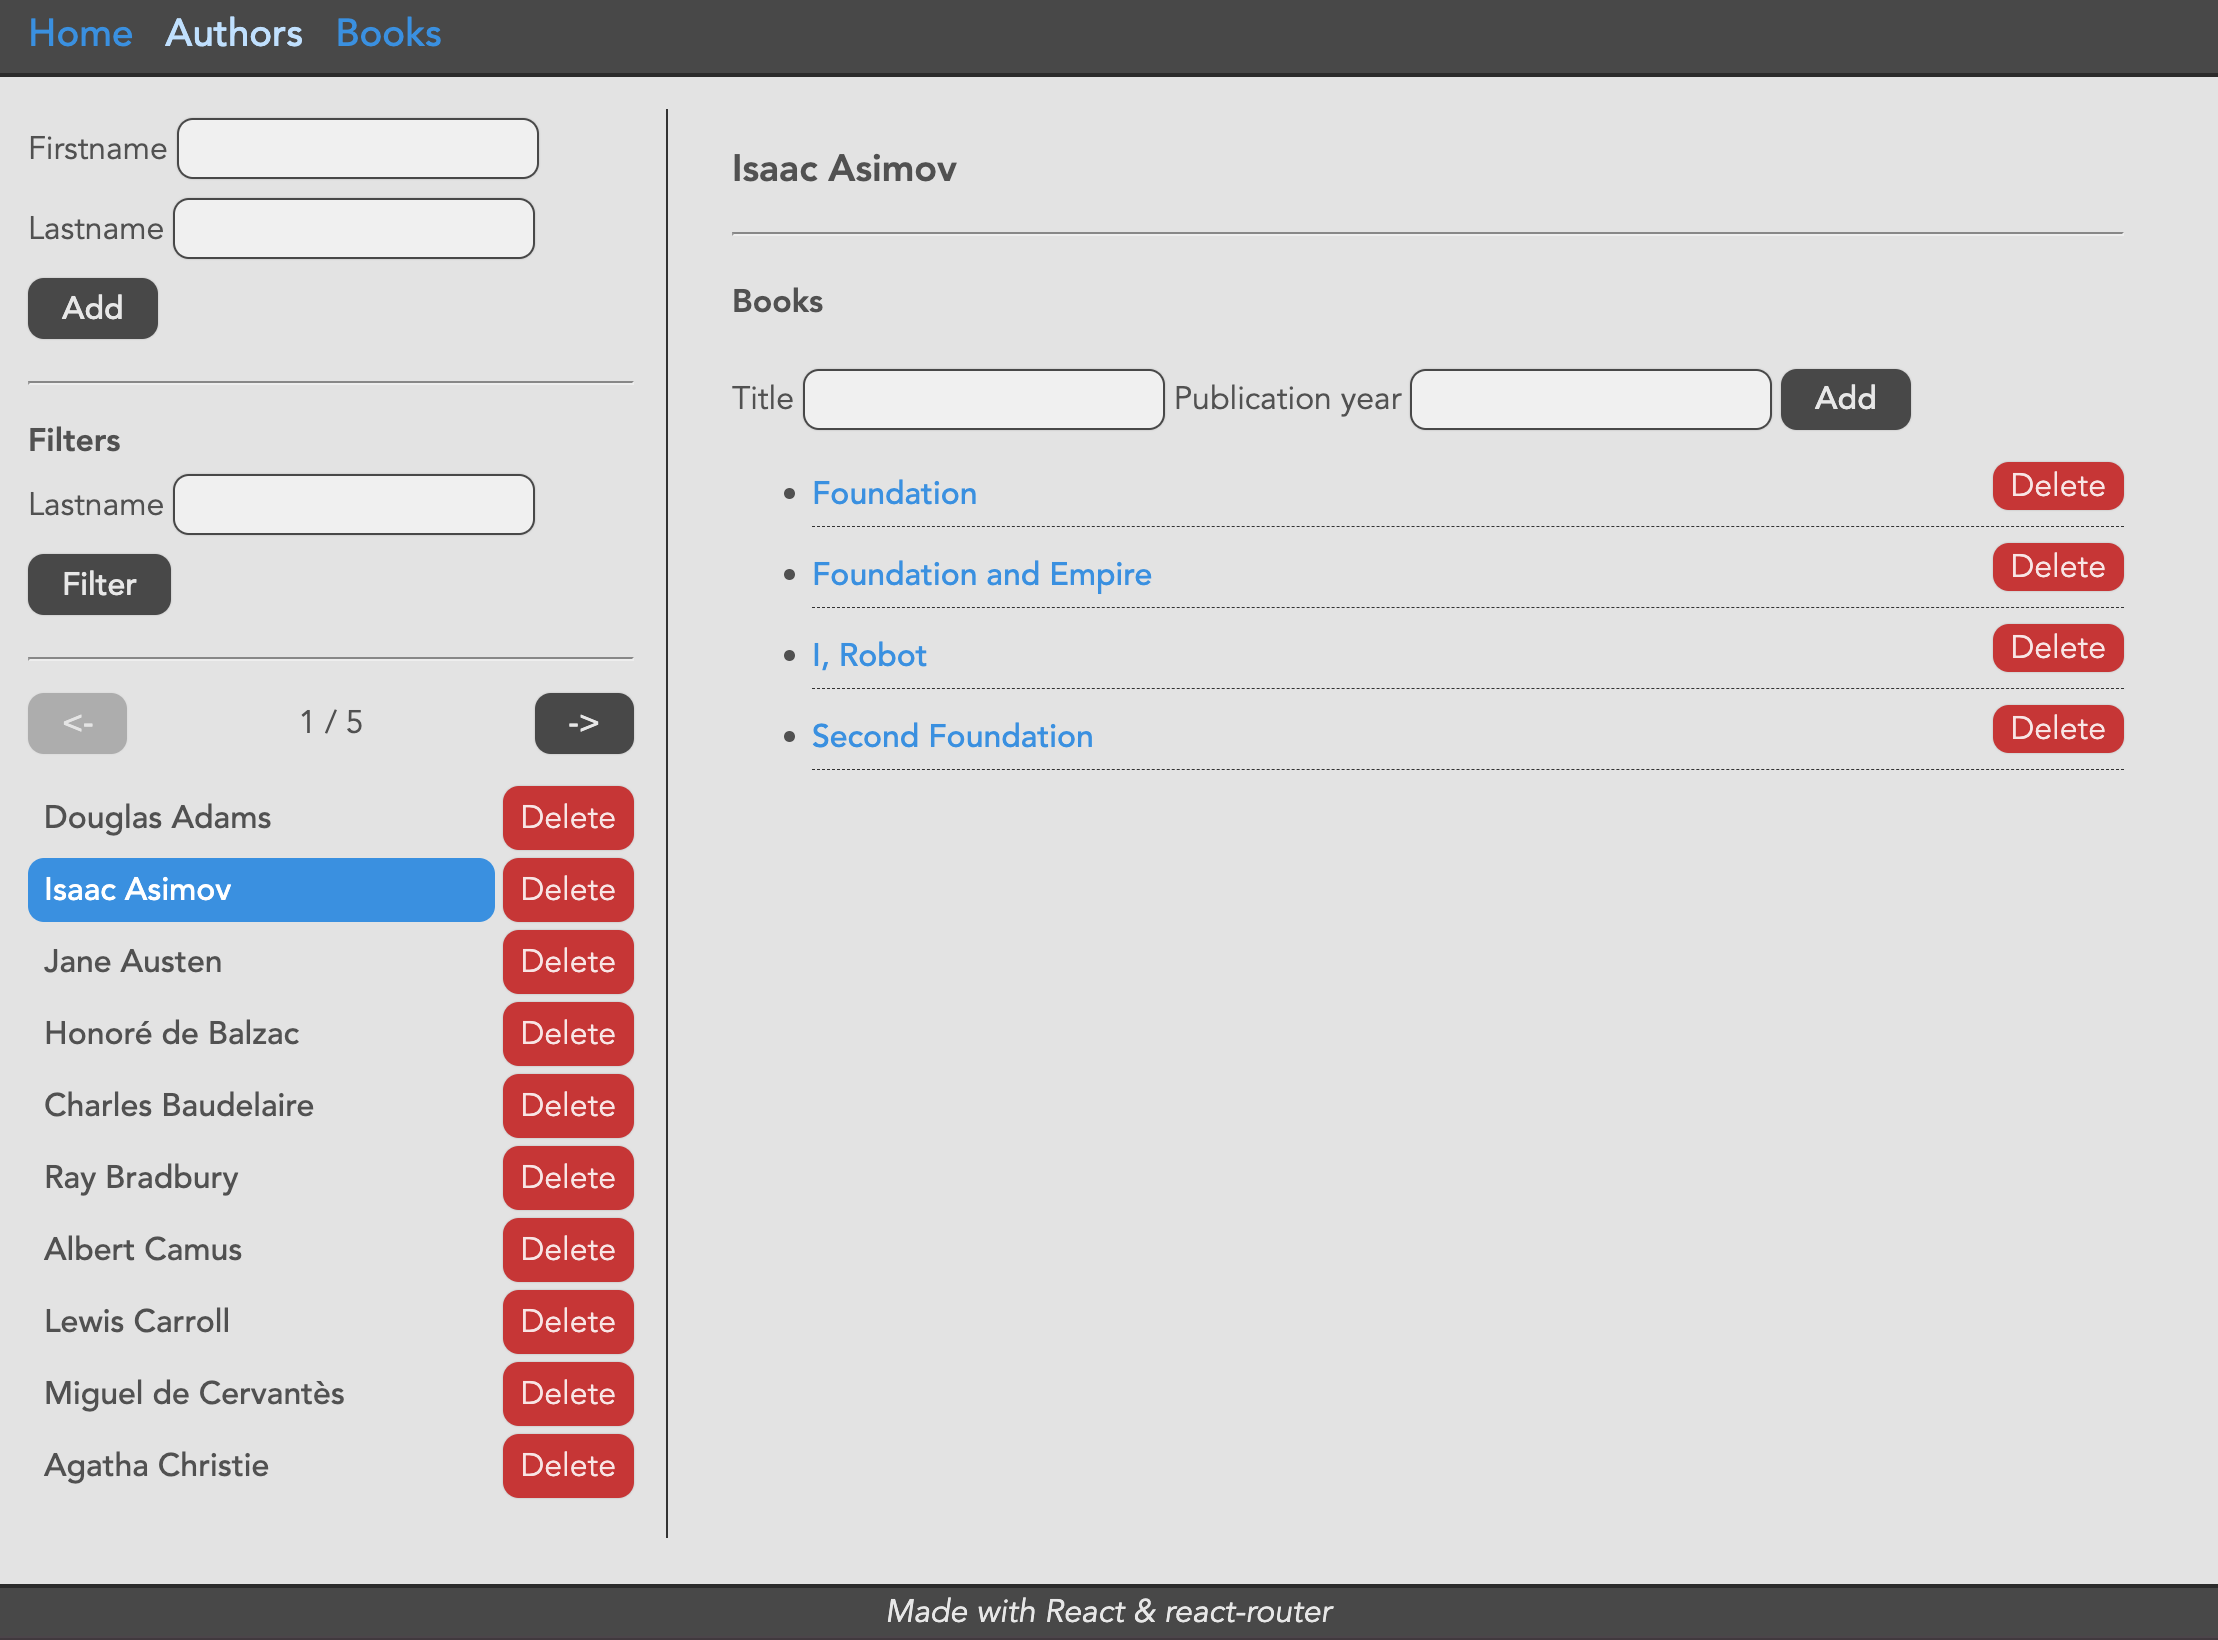 Home Authors Books
Firstname
Lastname
Add
Filters
Lastname
Filter
<- 1 / 5 ->
Douglas Adams Delete
Isaac Asimov Delete
Jane Austen Delete
Honoré de Balzac Delete
Charles Baudelaire Delete
Ray Bradbury Delete
Albert Camus Delete
Lewis Carroll Delete
Miguel de Cervantès Delete
Agatha Christie Delete
Isaac Asimov
Books
Title Publication year Add
Foundation Delete
Foundation and Empire Delete
I, Robot Delete
Second Foundation Delete
Made with React & react-router